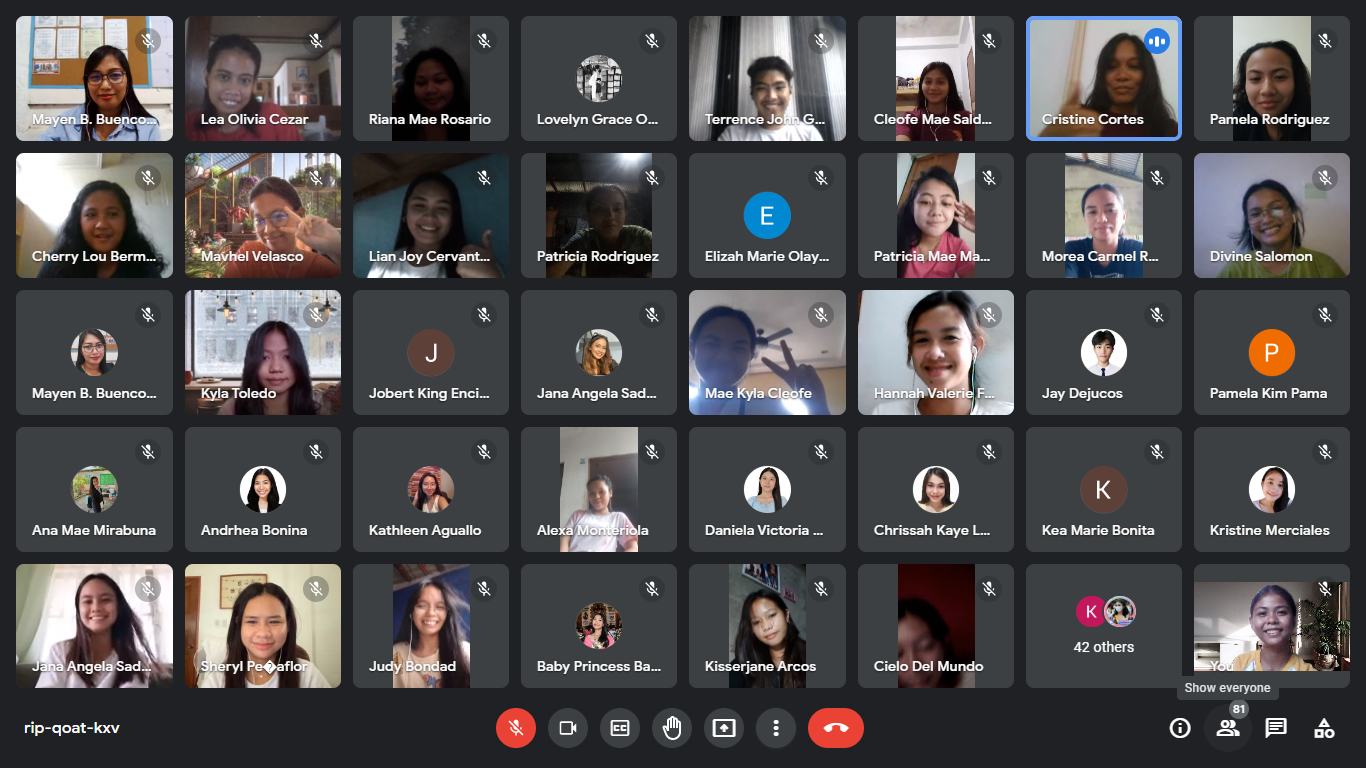 Mayen B. Buenco...
Lea Olivia Cezar
Riana Mae Rosario
Lovelyn Grace O...
Terrence John G...
Cleofe Mae Sald...
Cristine Cortes
Pamela Rodriguez
Cherry Lou Berm...
Mavhel Velasco
Lian Joy Cervant...
Patricia Rodriguez
E
Elizah Marie Olay...
Patricia Mae Ma...
Morea Carmel R...
Divine Salomon
Mayen B. Buenco...
Kyla Toledo
J
Jobert King Enci...
Jana Angela Sad...
Mae Kyla Cleofe
Hannah Valerie F...
Jay Dejucos
P
Pamela Kim Pama
Ana Mae Mirabuna
Andrhea Bonina
Kathleen Aguallo
Alexa Monteriola
Daniela Victoria ...
Chrissah Kaye L...
K
Kea Marie Bonita
Kristine Merciales
Jana Angela Sad...
Sheryl Pe�aflor
Judy Bondad
Baby Princess Ba...
Kisserjane Arcos
Cielo Del Mundo
K
42 others
You
Show everyone
rip-qoat-kxv
CC
81